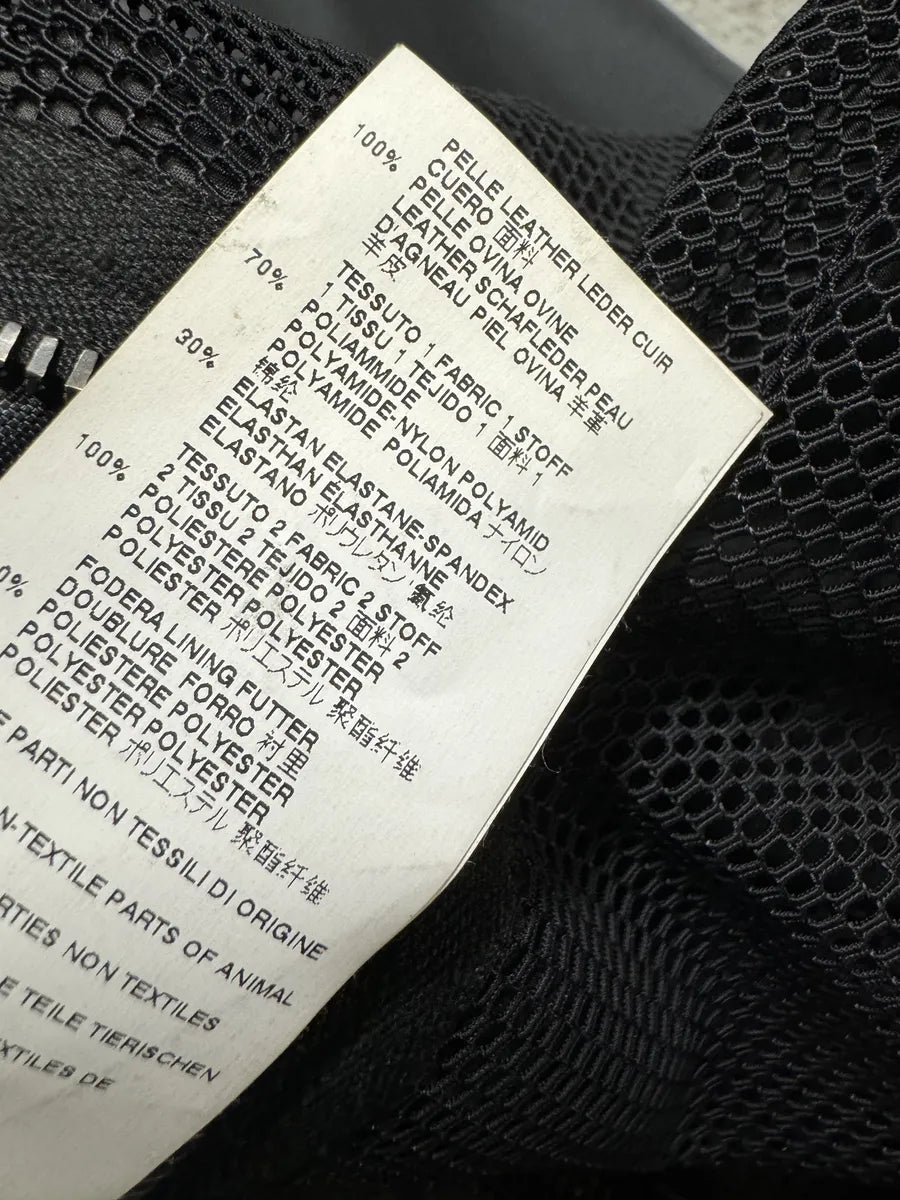 100% PELLE LEATHER LEDER CUIR
CUERO 面料
PELLE OVINA OVINE
LEATHER SCHAFLEDER PEAU
D'AGNEAU PIEL OVINA 羊革
羊皮
TESSUTO 1 FABRIC 1 STOFF
1 TISSU 1 TEJIDO 1 面料 1
70% POLIAMMIDE
POLYAMIDE-NYLON POLYAMID
POLYAMIDE POLIAMIDA ナイロン
锦纶
30% ELASTAN ELASTANE-SPANDEX
ELASTHAN ELASTHANNE
ELASTANO ポリウレタン 氨纶
TESSUTO 2 FABRIC 2 STOFF
2 TISSU 2 TEJIDO 2 面料 2
100% POLIESTERE POLYESTER
POLYESTER POLYESTER
POLIESTER ポリエステル 聚酯纤维
FODERA LINING FUTTER
DOUBLURE FORRO 衬里
0% POLIESTERE POLYESTER
POLYESTER POLYESTER
POLIESTER ポリエステル 聚酯纤维
E PARTI NON TESSILI DI ORIGINE
N-TEXTILE PARTS OF ANIMAL
RTIES NON TEXTILES
E TEILE TIERISCHEN
XTILES DE